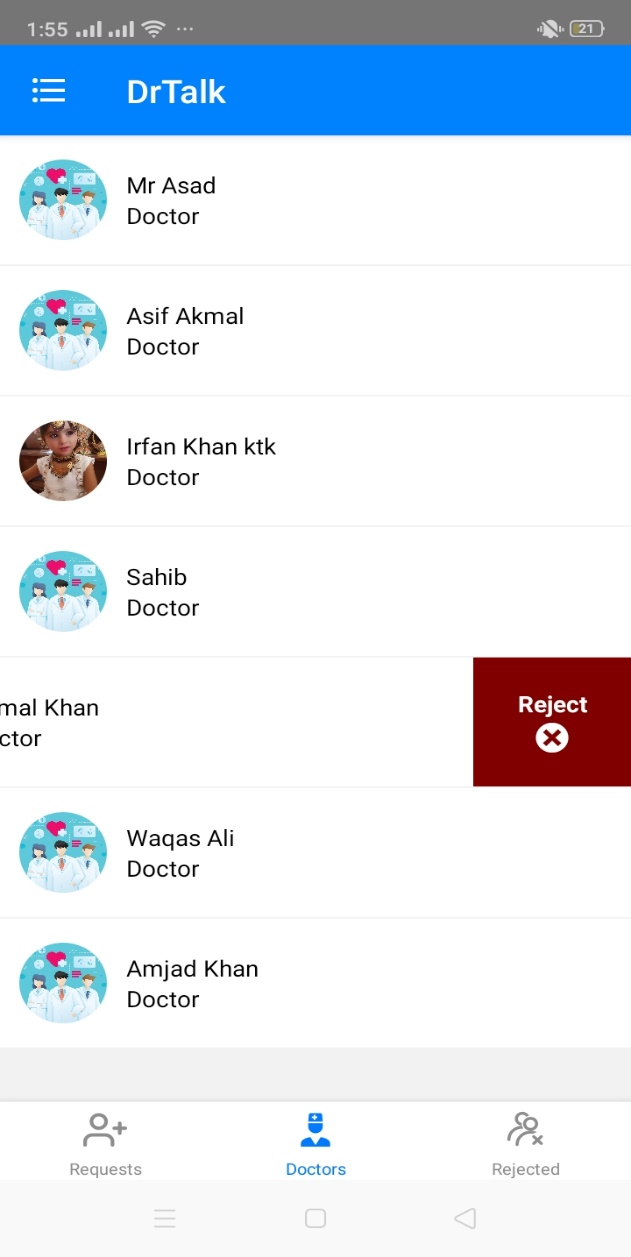 1:55
21
DrTalk
Mr Asad
Doctor
Asif Akmal
Doctor
Irfan Khan ktk
Doctor
Sahib
Doctor
mal Khan
ctor
Reject
Waqas Ali
Doctor
Amjad Khan
Doctor
Requests
Doctors
Rejected